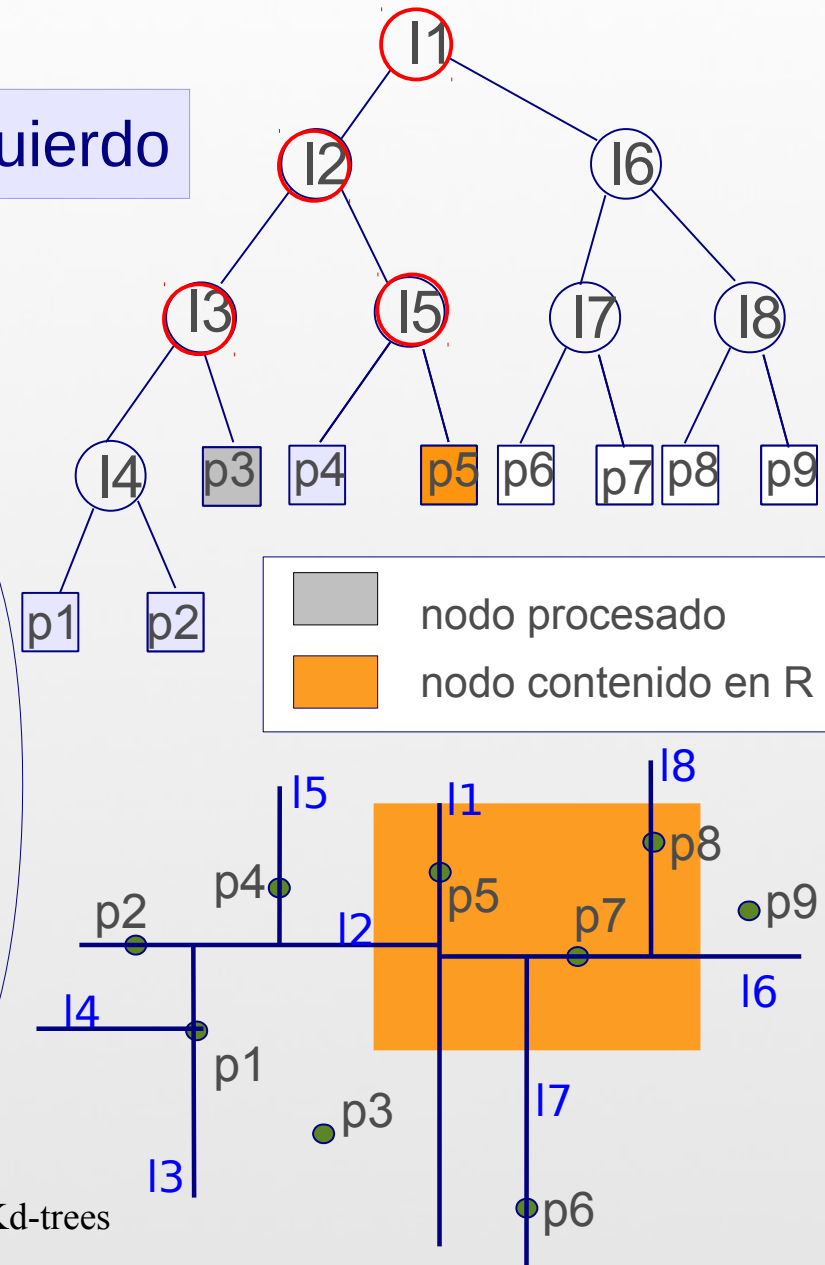 l1
uierdo
l2
l6
l3
l5
l7
l8
l4
p3
p4
p5
p6
p7
p8
p9
p1
p2
nodo procesado
nodo contenido en R
l5
l1
l8
p4
p5
p8
p2
l2
p7
p9
l4
l6
p1
p3
l7
l3
p6
Kd-trees